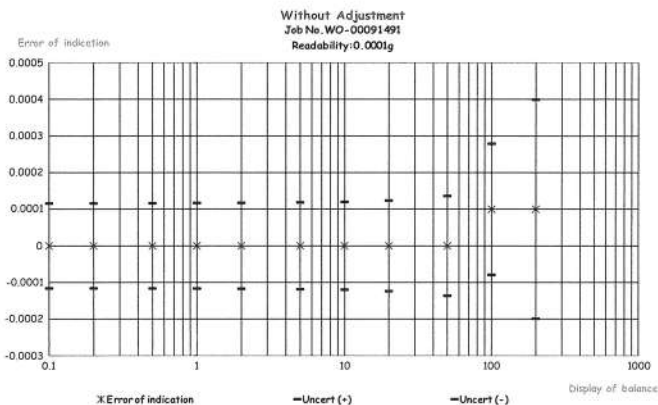 Without Adjustment
Job No.WO-00091491
Readability:0.0001g
Error of indication
0.0005
0.0004
0.0003
0.0002
0.0001
0
-0.0001
-0.0002
-0.0003
0.1 1 10 100 1000
Display of balance
Error of indication Uncert (+) Uncert (-)